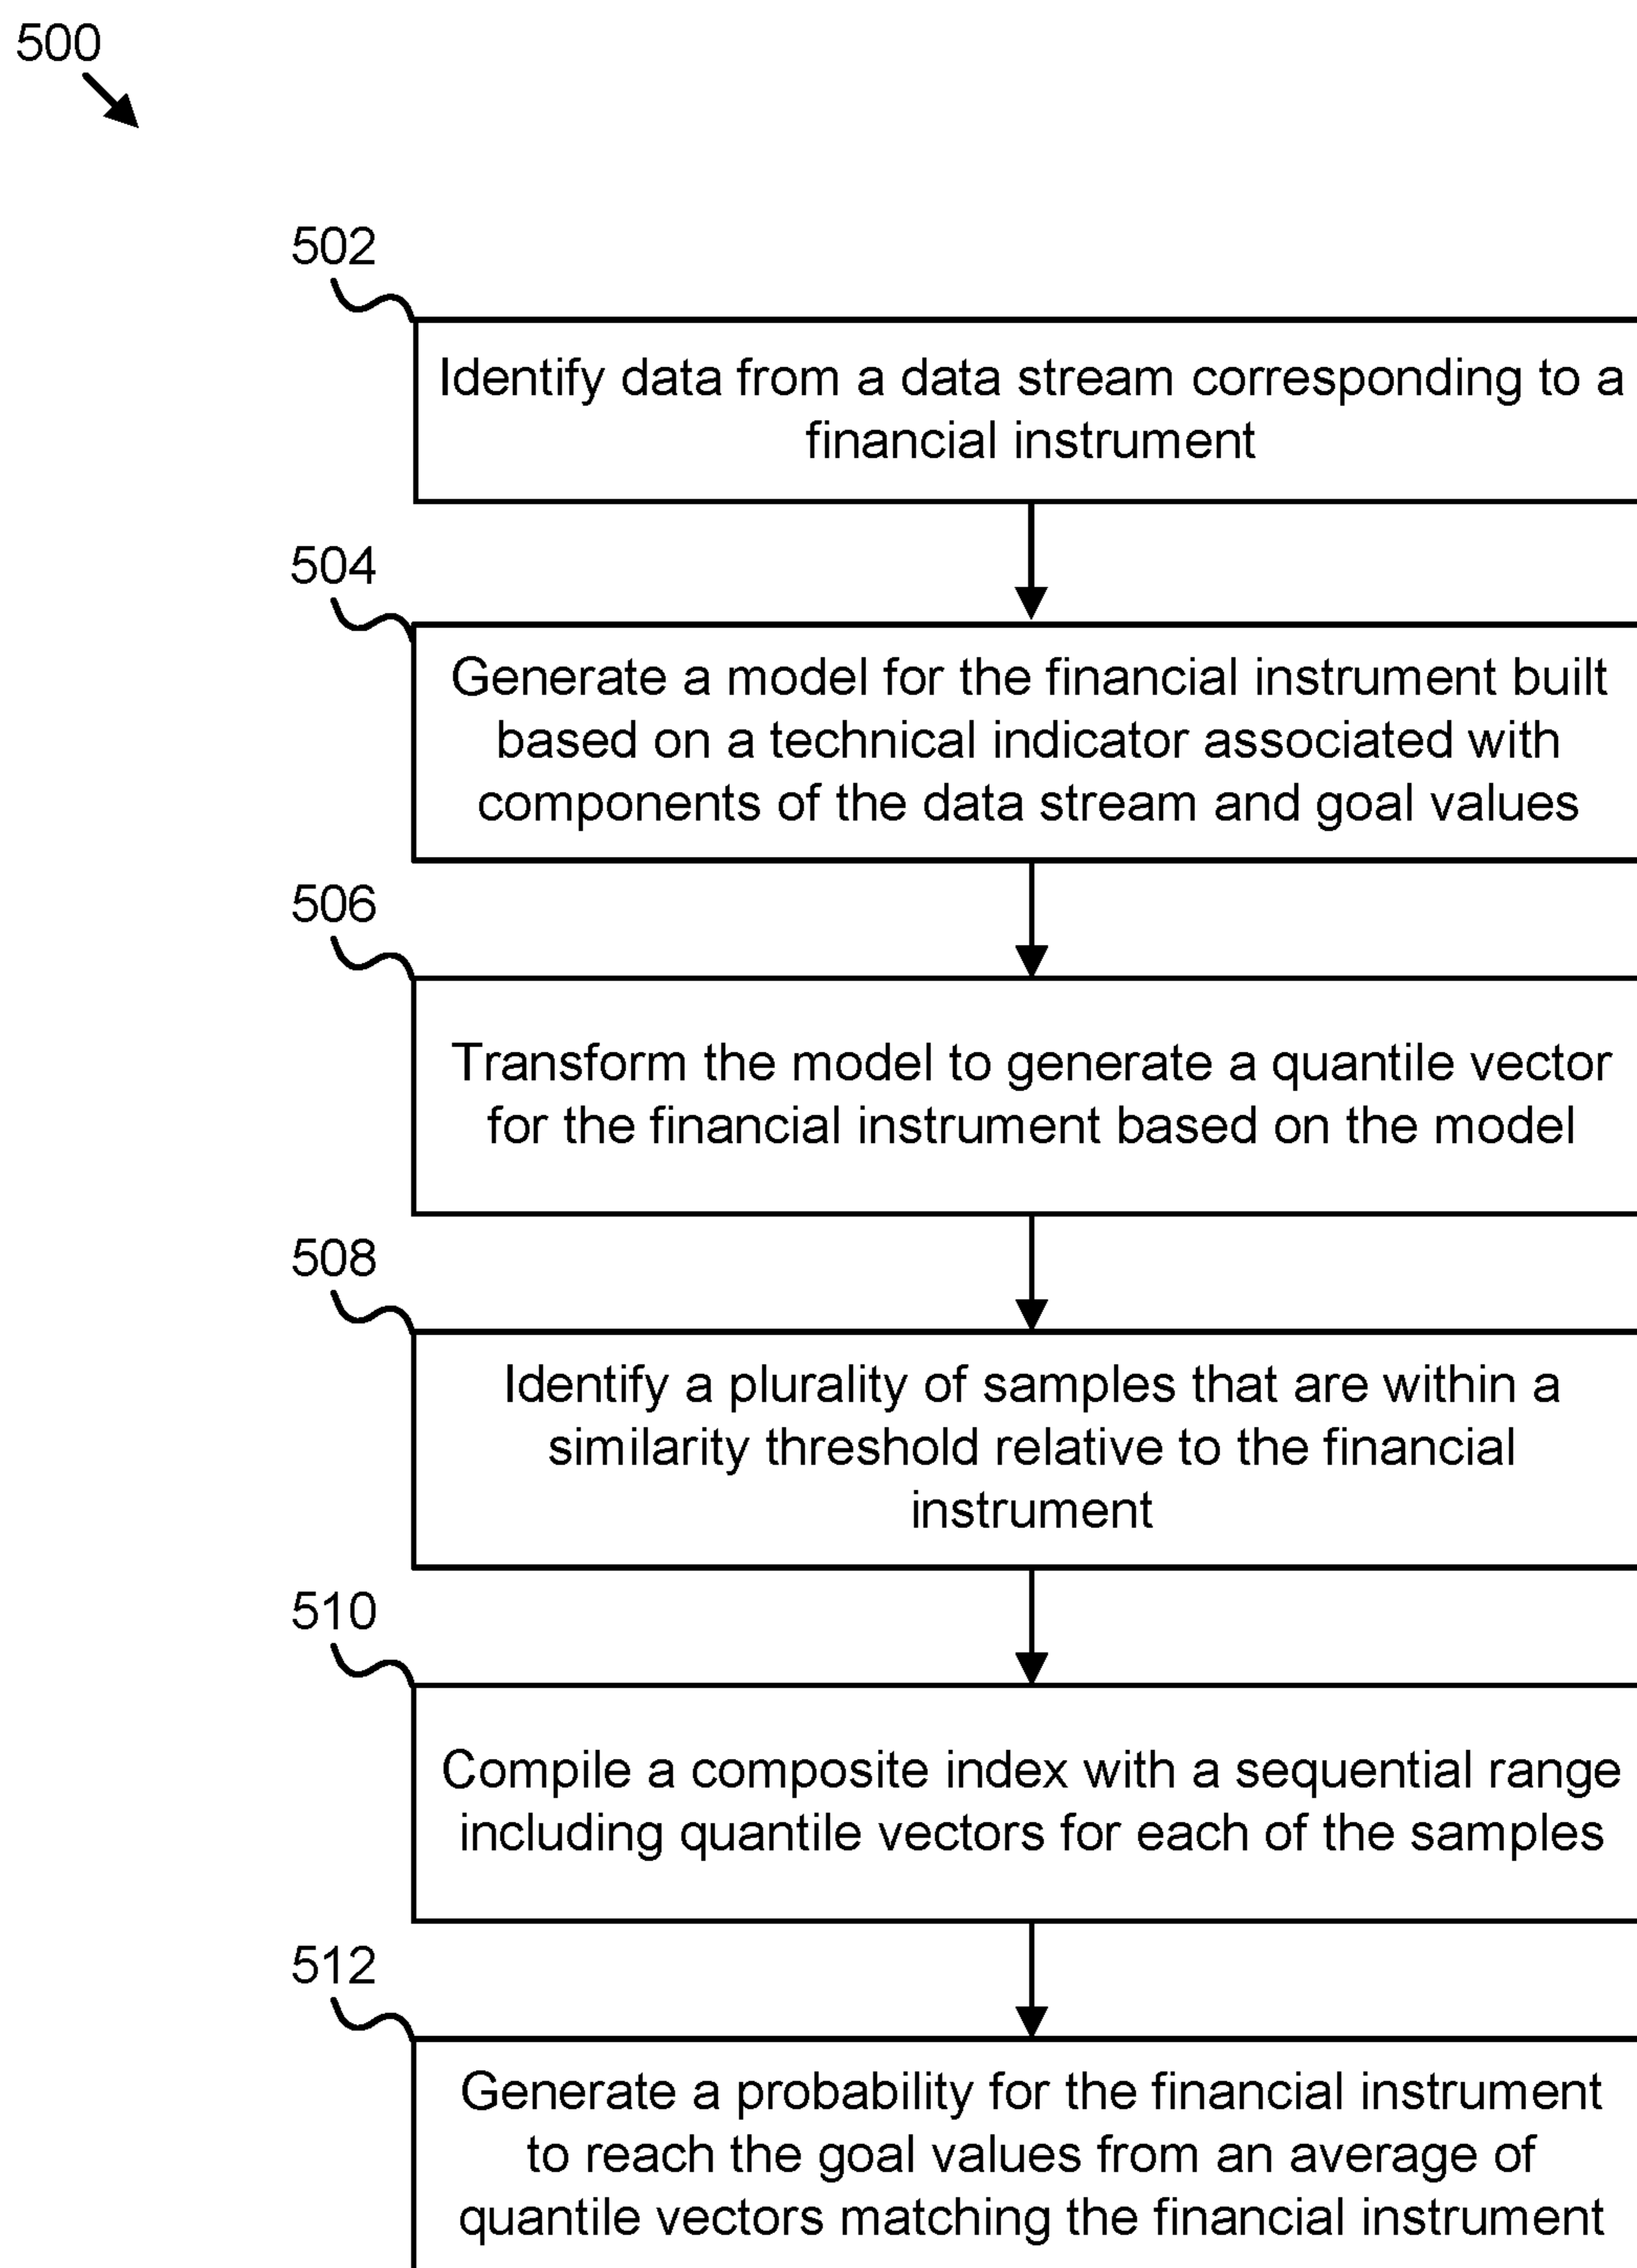 500
502
Identify data from a data stream corresponding to a
financial instrument
504
Generate a model for the financial instrument built
based on a technical indicator associated with
components of the data stream and goal values
506
Transform the model to generate a quantile vector
for the financial instrument based on the model
508
Identify a plurality of samples that are within a
similarity threshold relative to the financial
instrument
510
Compile a composite index with a sequential range
including quantile vectors for each of the samples
512
Generate a probability for the financial instrument
to reach the goal values from an average of
quantile vectors matching the financial instrument